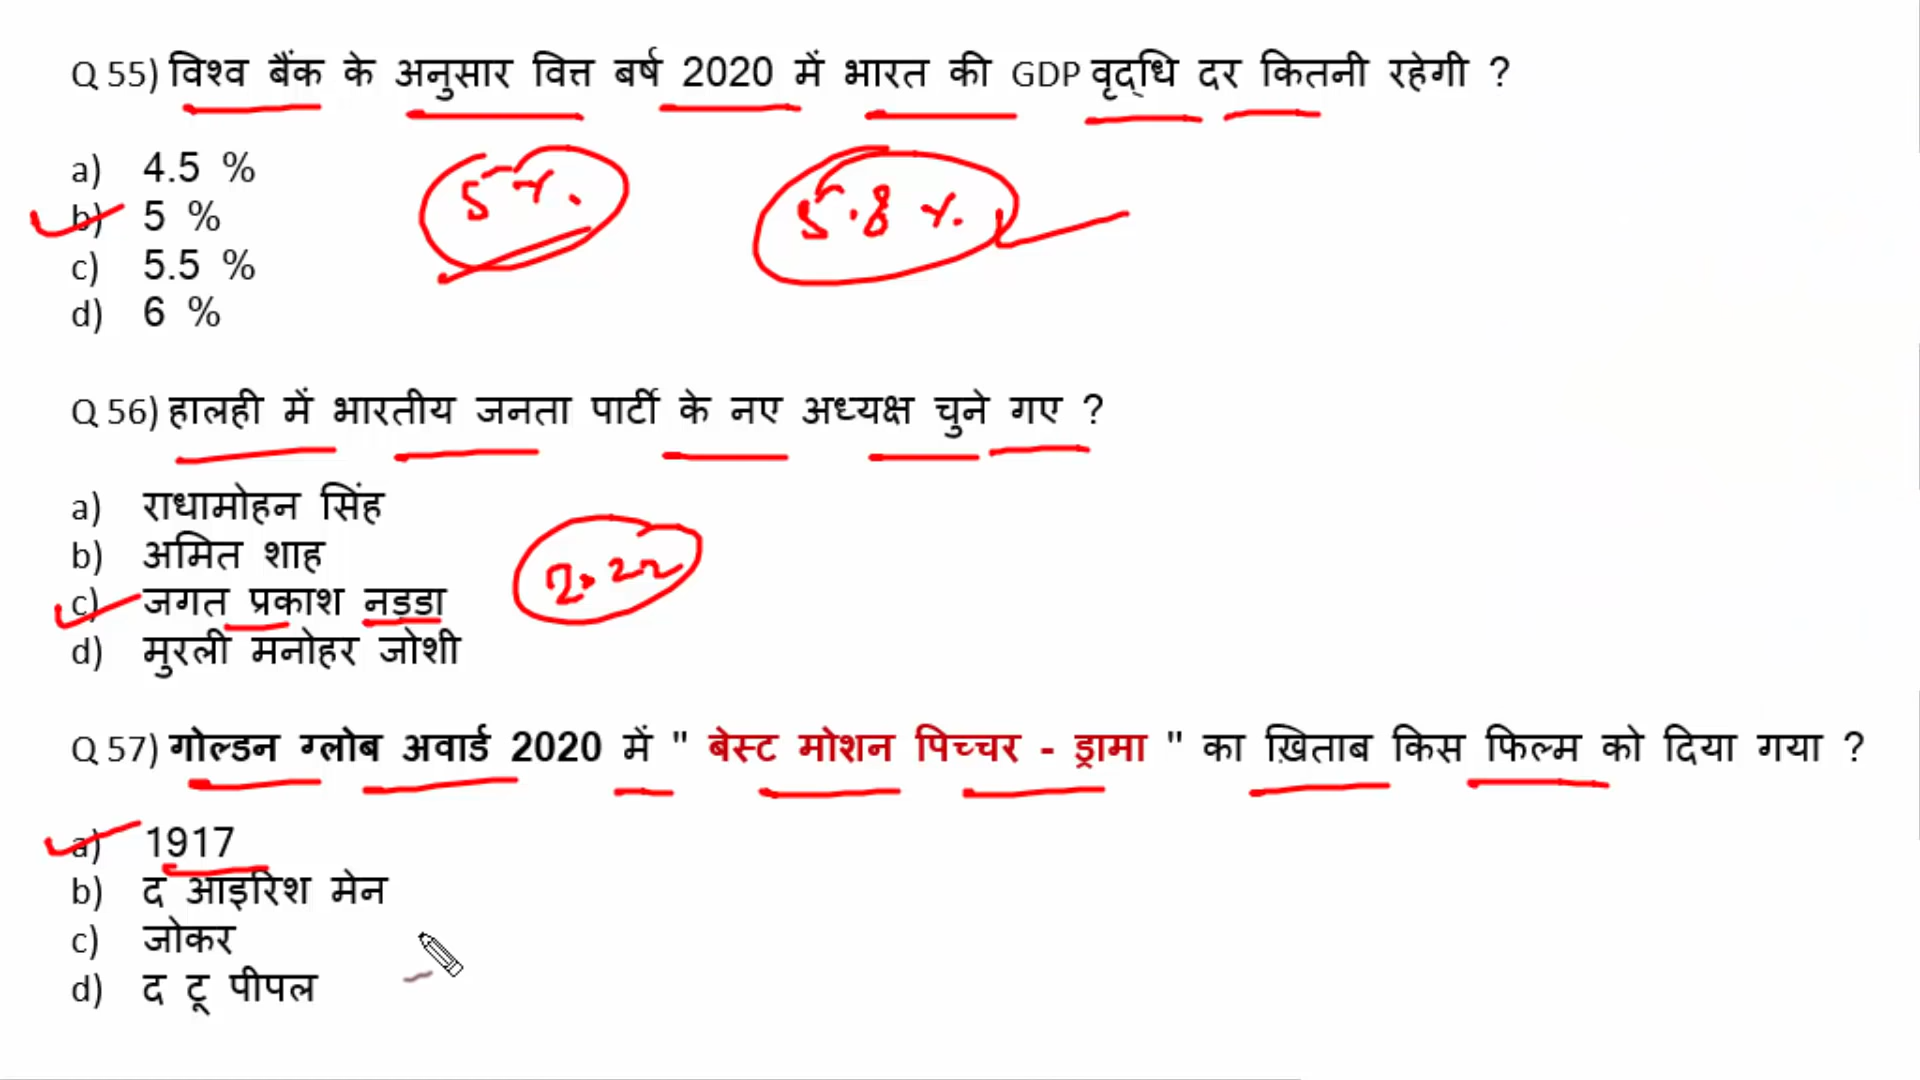 Q 55) विश्व बैंक के अनुसार वित्त बर्ष 2020 में भारत की GDP वृद्धि दर कितनी रहेगी ?
a) 4.5 %
b) 5 %
c) 5.5 %
d) 6 %
5 %.
5.8 %.
Q 56) हालही में भारतीय जनता पार्टी के नए अध्यक्ष चुने गए ?
a) राधामोहन सिंह
b) अमित शाह
c) जगत प्रकाश नड्डा
d) मुरली मनोहर जोशी
2022
Q 57) गोल्डन ग्लोब अवार्ड 2020 में " बेस्ट मोशन पिच्चर - ड्रामा " का ख़िताब किस फिल्म को दिया गया ?
a) 1917
b) द आइरिश मेन
c) जोकर
d) द टू पीपल